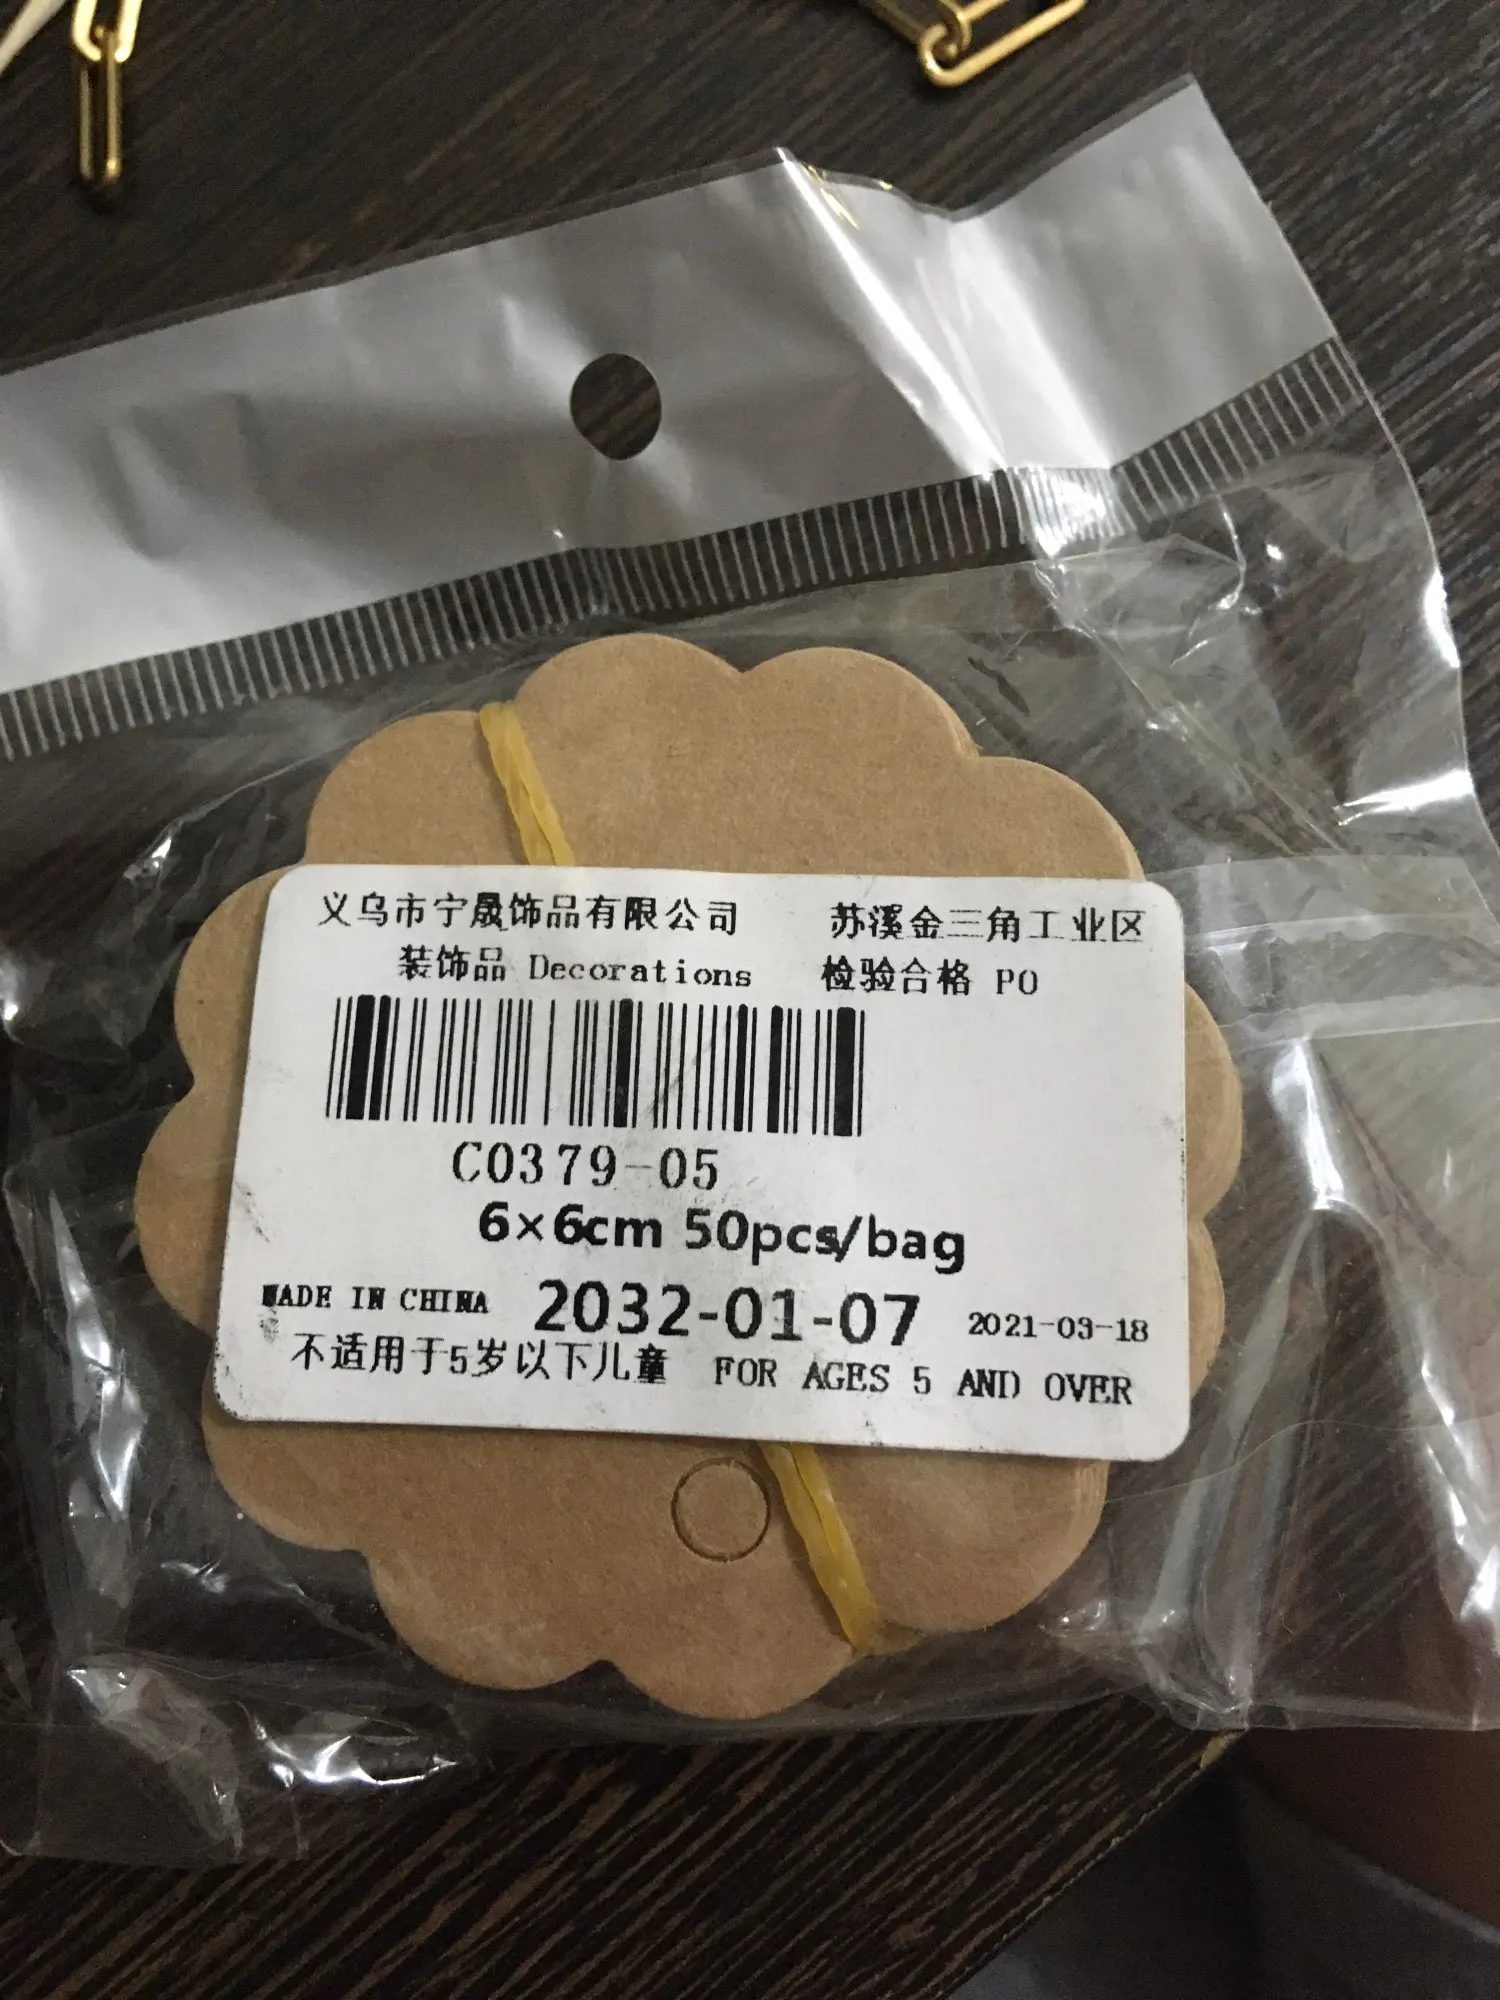 义乌市宁晟饰品有限公司 苏溪金三角工业区
装饰品 Decorations 检验合格 PO
C0379-05
6×6cm 50pcs/bag
MADE IN CHINA 2032-01-07 2021-03-18
不适用于5岁以下儿童 FOR AGES 5 AND OVER